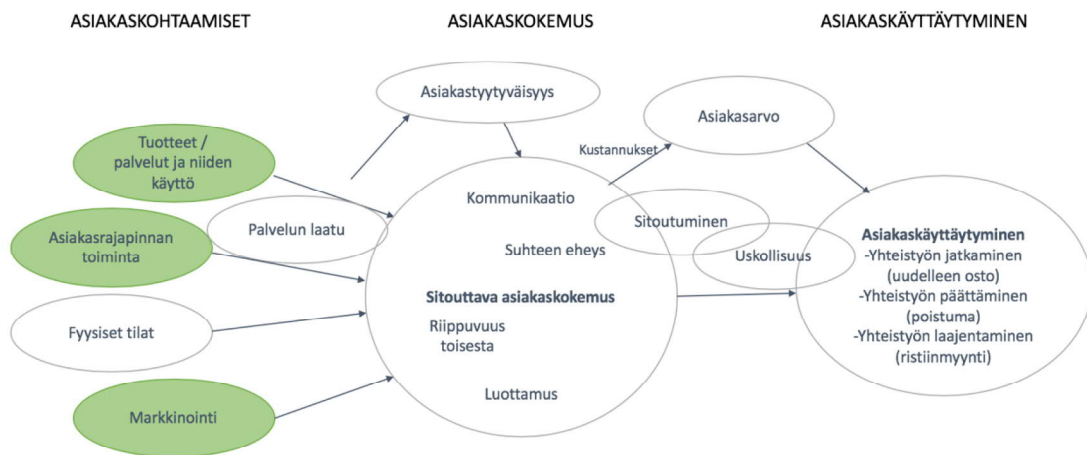 ASIAKASKOHTAAMISET
ASIAKASKOKEMUS
ASIAKASKÄYTTÄYTYMINEN
Asiakastyytyväisyys
Asiakasarvo
Tuotteet /
palvelut ja niiden
käyttö
Kustannukset
Kommunikaatio
Palvelun laatu
Sitoutuminen
Asiakasrajapinnan
toiminta
Suhteen eheys
Uskollisuus
Asiakaskäyttäytyminen
-Yhteistyön jatkaminen
(uudelleen osto)
-Yhteistyön päättäminen
(poistuma)
-Yhteistyön laajentaminen
(ristiinmyynti)
Sitouttava asiakaskokemus
Fyysiset tilat
Riippuvuus
toisesta
Luottamus
Markkinointi